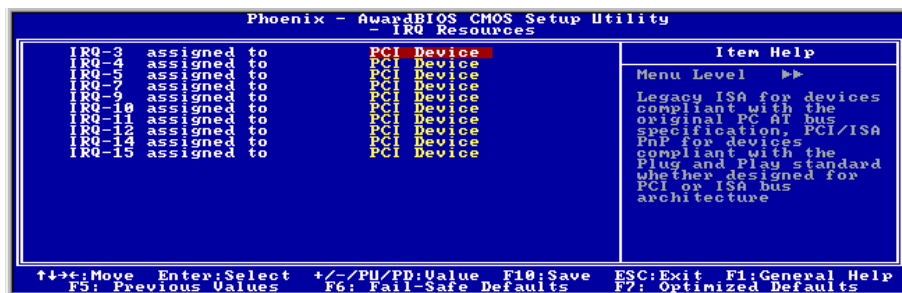 Phoenix - AwardBIOS CMOS Setup Utility
- IRQ Resources
IRQ-3 assigned to PCI Device
IRQ-4 assigned to PCI Device
IRQ-5 assigned to PCI Device
IRQ-7 assigned to PCI Device
IRQ-9 assigned to PCI Device
IRQ-10 assigned to PCI Device
IRQ-11 assigned to PCI Device
IRQ-12 assigned to PCI Device
IRQ-14 assigned to PCI Device
IRQ-15 assigned to PCI Device
Item Help
Menu Level ▶▶
Legacy ISA for devices
compliant with the
original PC AT bus
specification, PCI/ISA
PnP for devices
compliant with the
Plug and Play standard
whether designed for
PCI or ISA bus
architecture
↑↓→←:Move Enter:Select +/-/PU/PD:Value F10:Save ESC:Exit F1:General Help
F5: Previous Values F6: Fail-Safe Defaults F7: Optimized Defaults